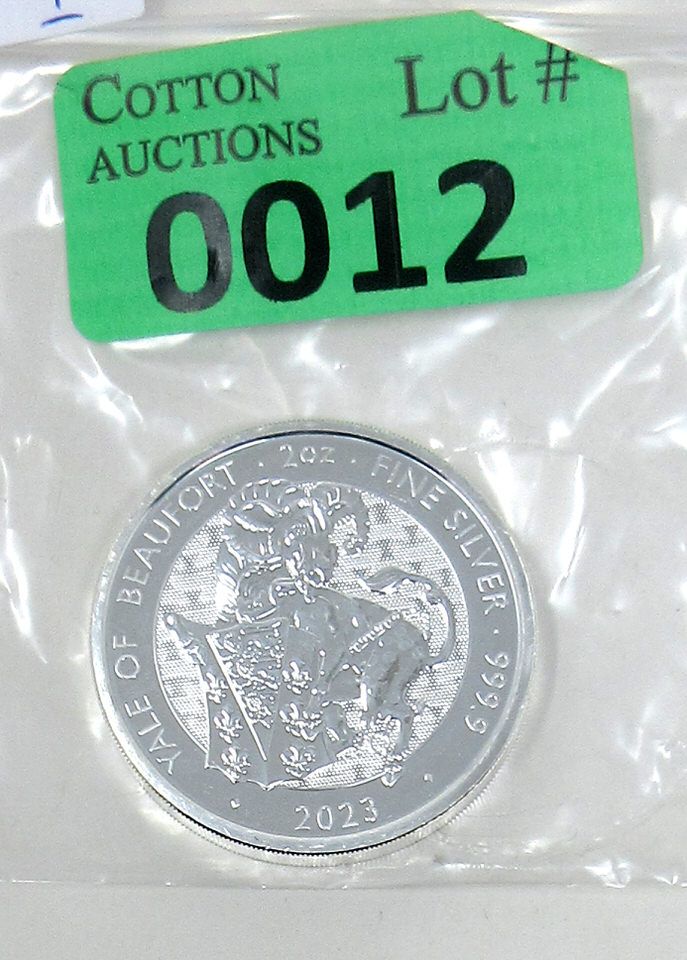 COTTON
AUCTIONS
Lot #
0012
YALE OF BEAUFORT · 2OZ · FINE SILVER · 999.9
2023